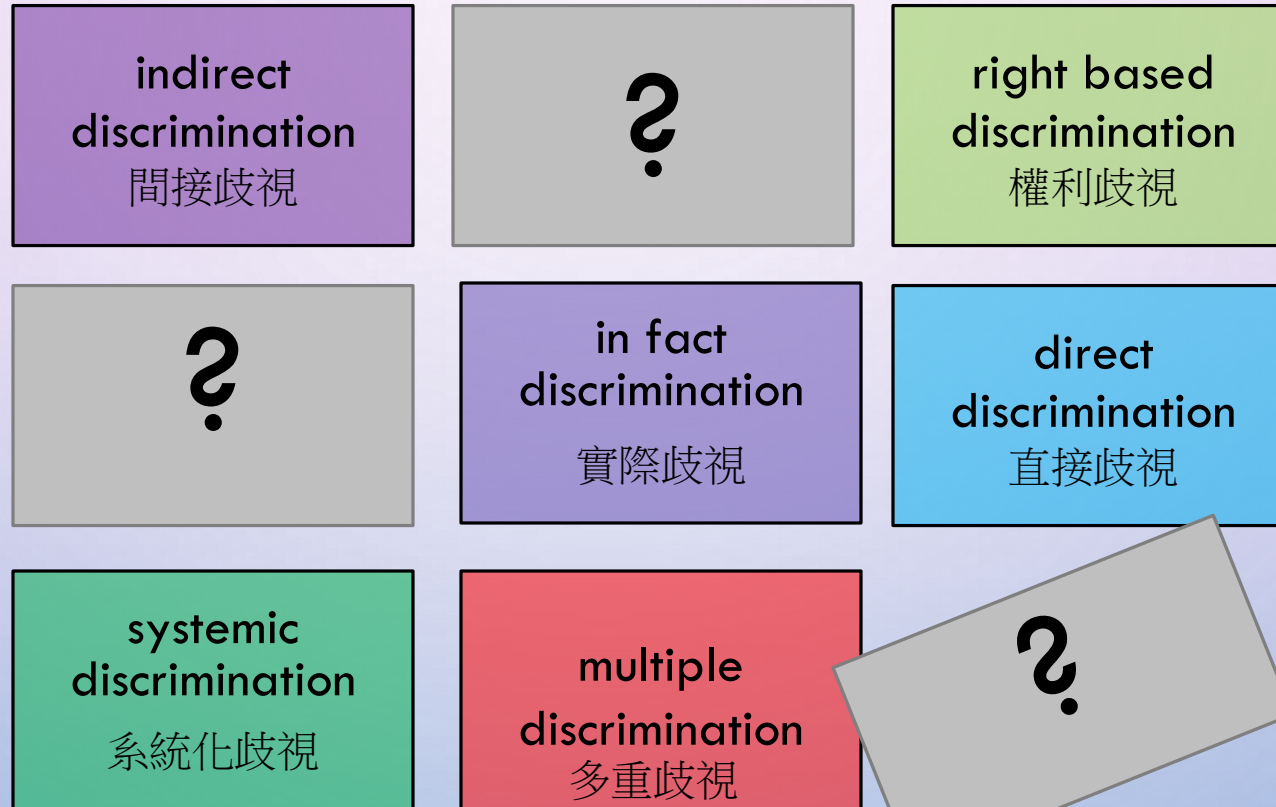 indirect
discrimination
間接歧視
?
right based
discrimination
權利歧視
?
in fact
discrimination
實際歧視
direct
discrimination
直接歧視
systemic
discrimination
系統化歧視
multiple
discrimination
多重歧視
?